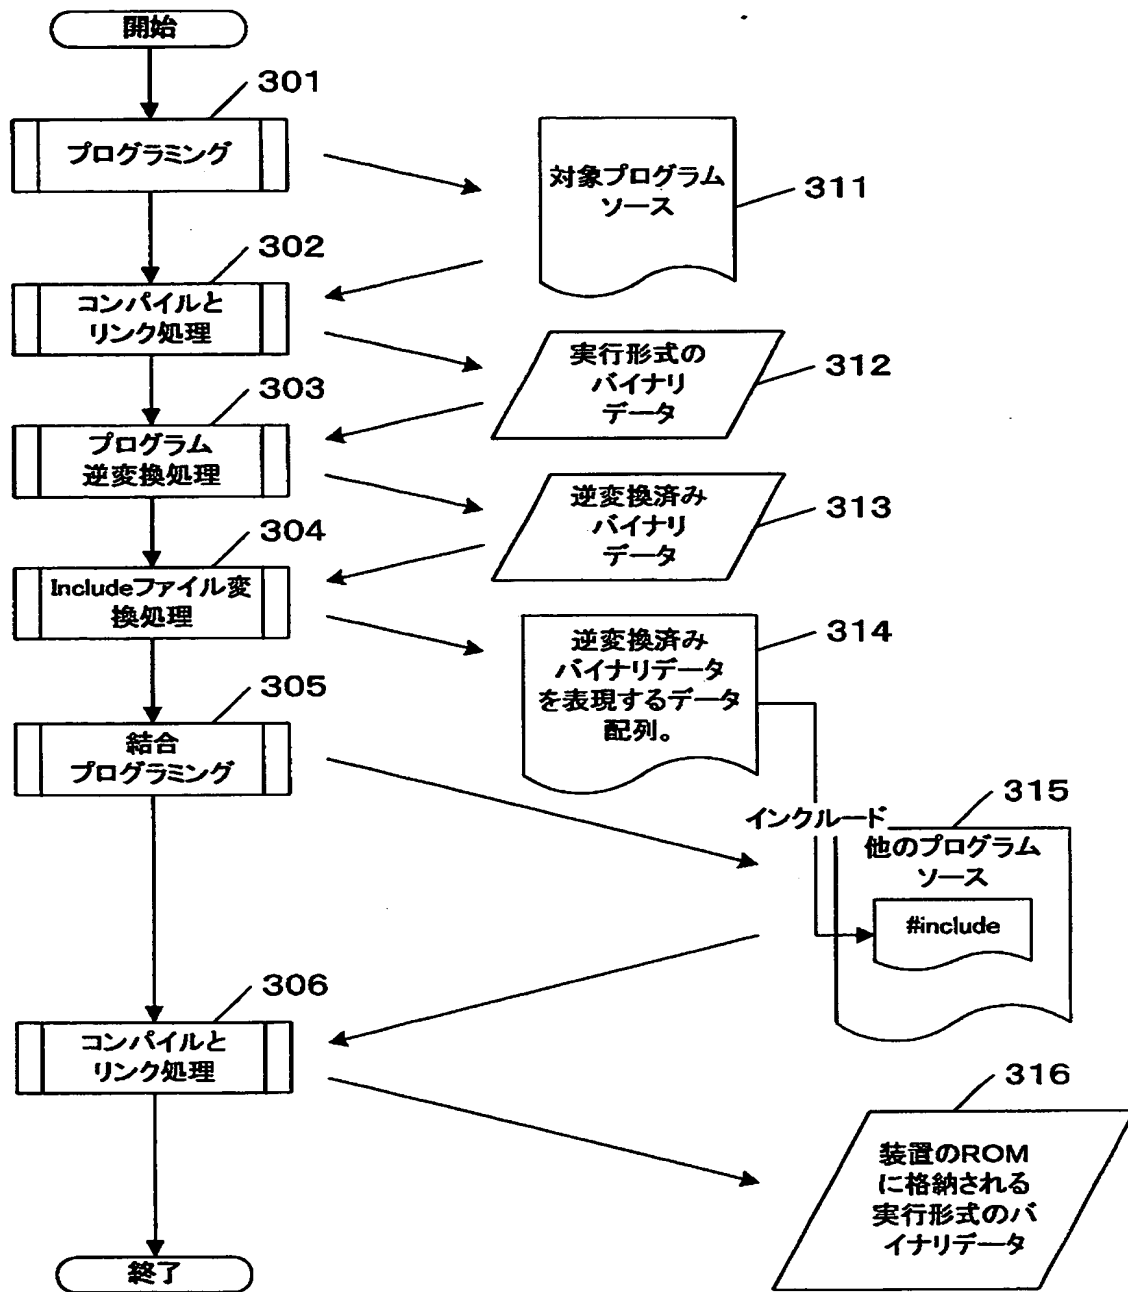 開始
301
プログラミング
対象プログラム
ソース
311
302
コンパイルと
リンク処理
実行形式の
バイナリ
データ
312
303
プログラム
逆変換処理
逆変換済み
バイナリ
データ
313
304
Includeファイル変
換処理
逆変換済み
バイナリデータ
を表現するデータ
配列。
314
305
結合
プログラミング
インクルード
315
他のプログラム
ソース
#include
306
コンパイルと
リンク処理
316
装置のROM
に格納される
実行形式のバ
イナリデータ
終了